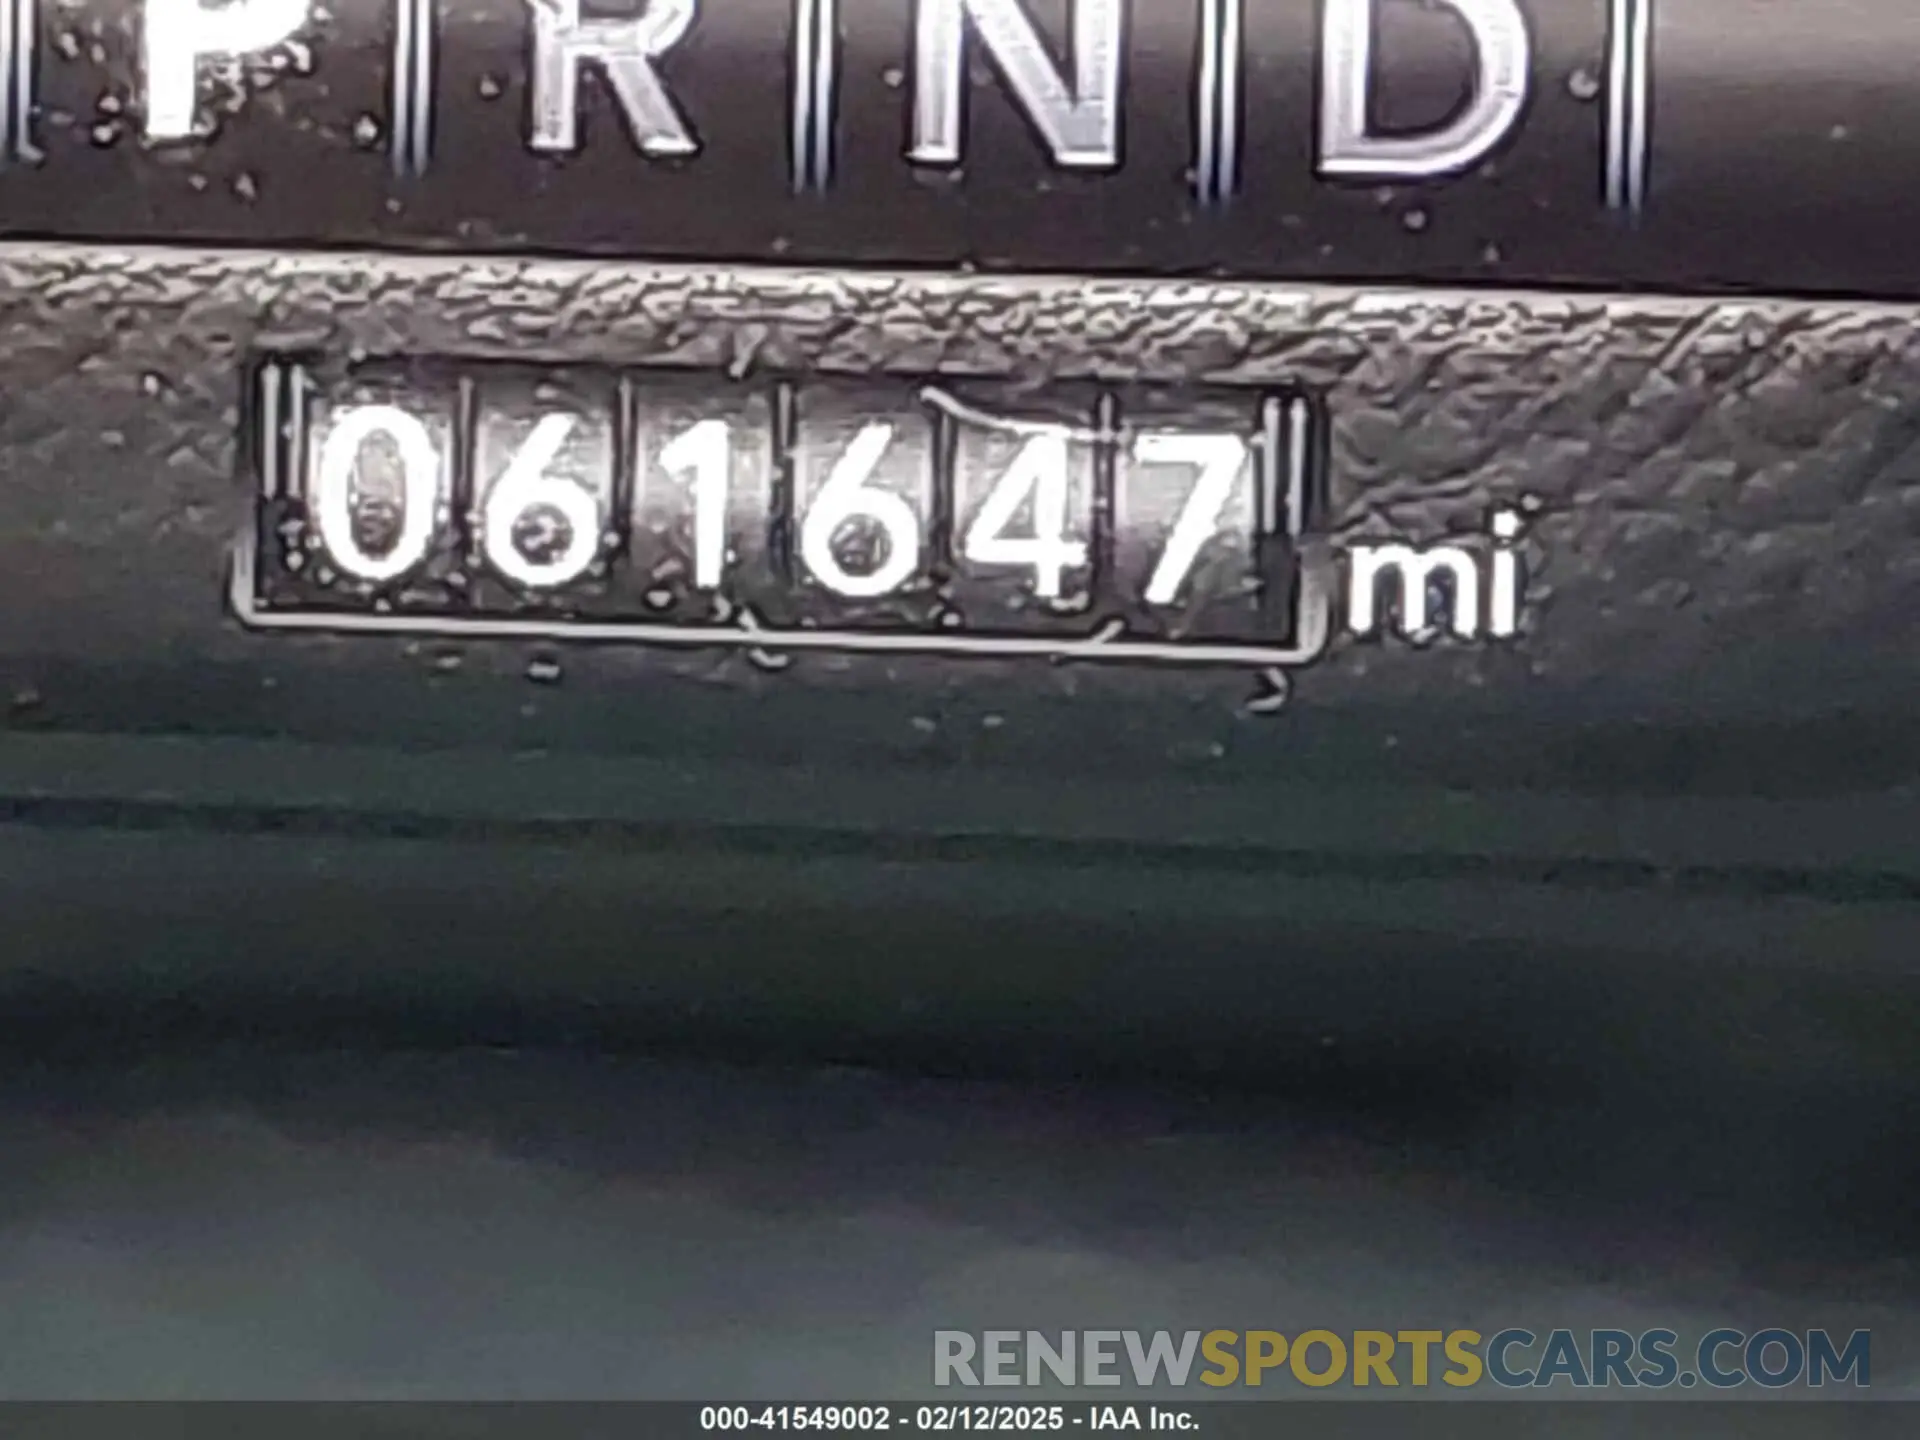 P R N D
061647 mi
RENEWSPORTSCARS.COM
000-41549002 - 02/12/2025 - IAA Inc.